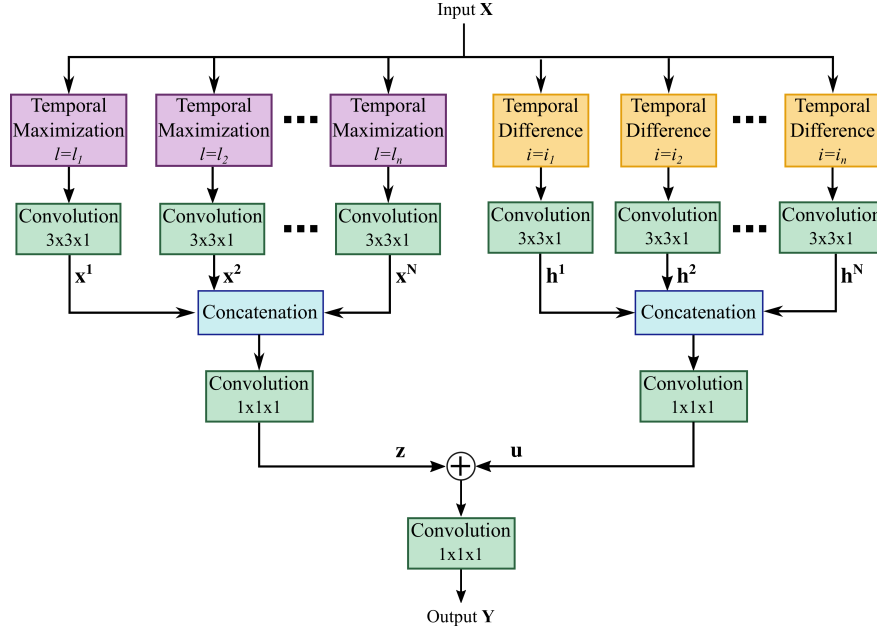 Input X
Temporal
Maximization
l=l₁
Temporal
Maximization
l=l₂
Temporal
Maximization
l=lₙ
Temporal
Difference
i=i₁
Temporal
Difference
i=i₂
Temporal
Difference
i=iₙ
Convolution
3x3x1
Convolution
3x3x1
Convolution
3x3x1
Convolution
3x3x1
Convolution
3x3x1
Convolution
3x3x1
x¹
x²
xᴺ
h¹
h²
hᴺ
Concatenation
Concatenation
Convolution
1x1x1
Convolution
1x1x1
z
u
Convolution
1x1x1
Output Y